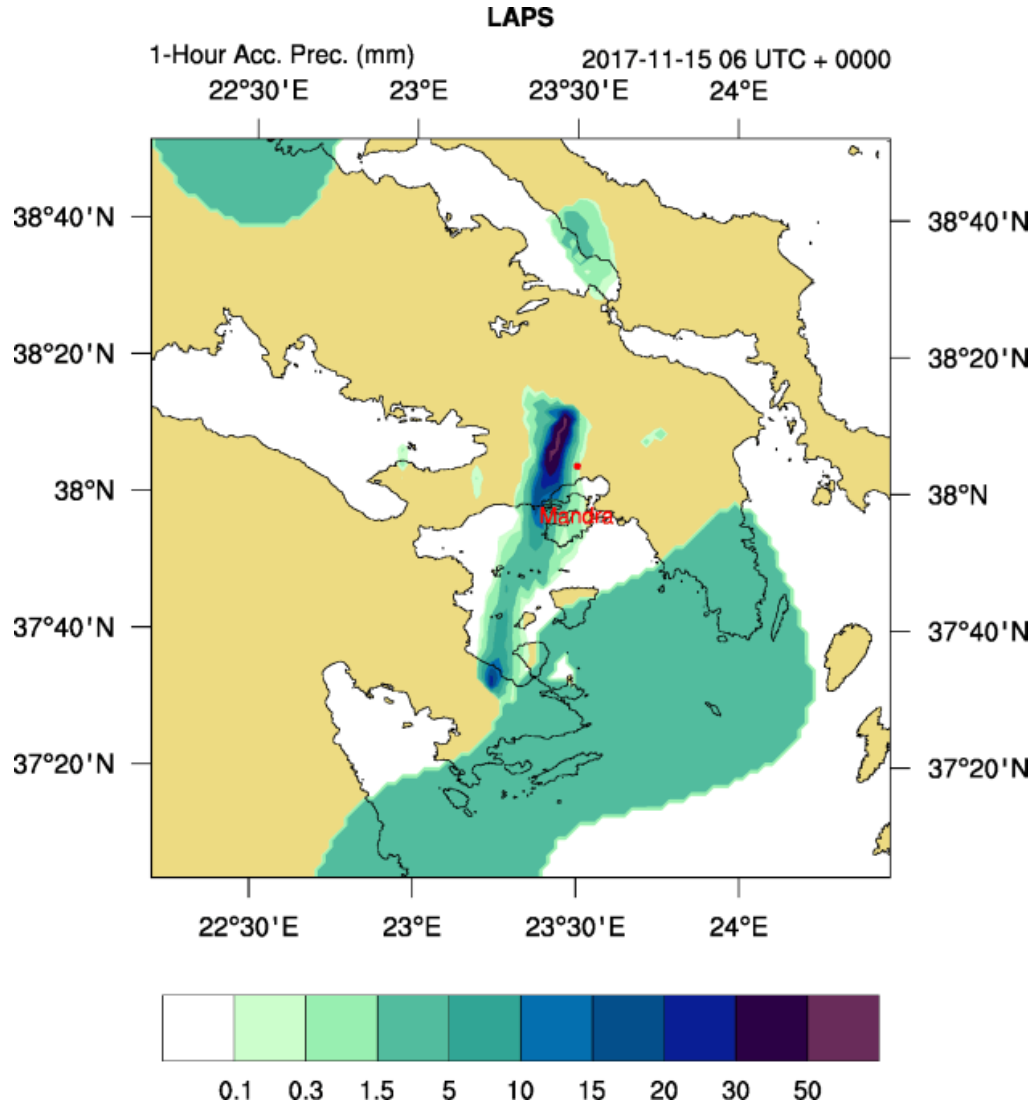 LAPS
1-Hour Acc. Prec. (mm) 2017-11-15 06 UTC + 0000
22°30'E 23°E 23°30'E 24°E
38°40'N 38°40'N
38°20'N 38°20'N
38°N 38°N
Mandra
37°40'N 37°40'N
37°20'N 37°20'N
22°30'E 23°E 23°30'E 24°E
0.1 0.3 1.5 5 10 15 20 30 50